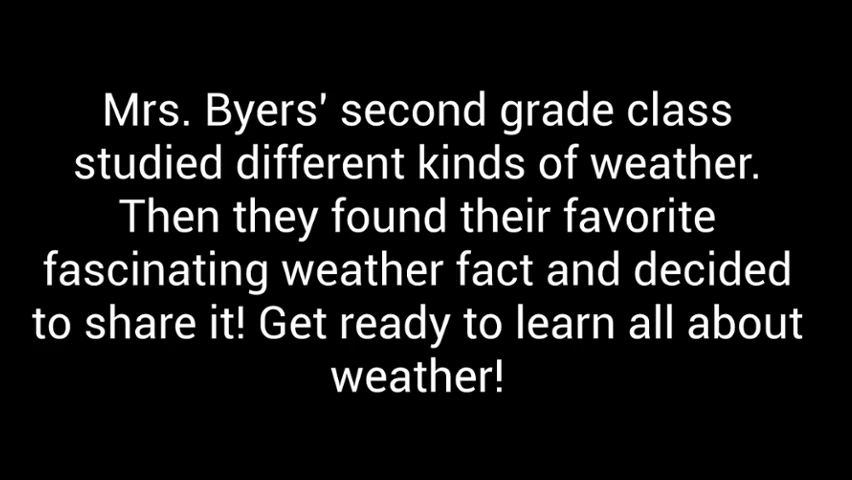 Mrs. Byers' second grade class
studied different kinds of weather.
Then they found their favorite
fascinating weather fact and decided
to share it! Get ready to learn all about
weather!